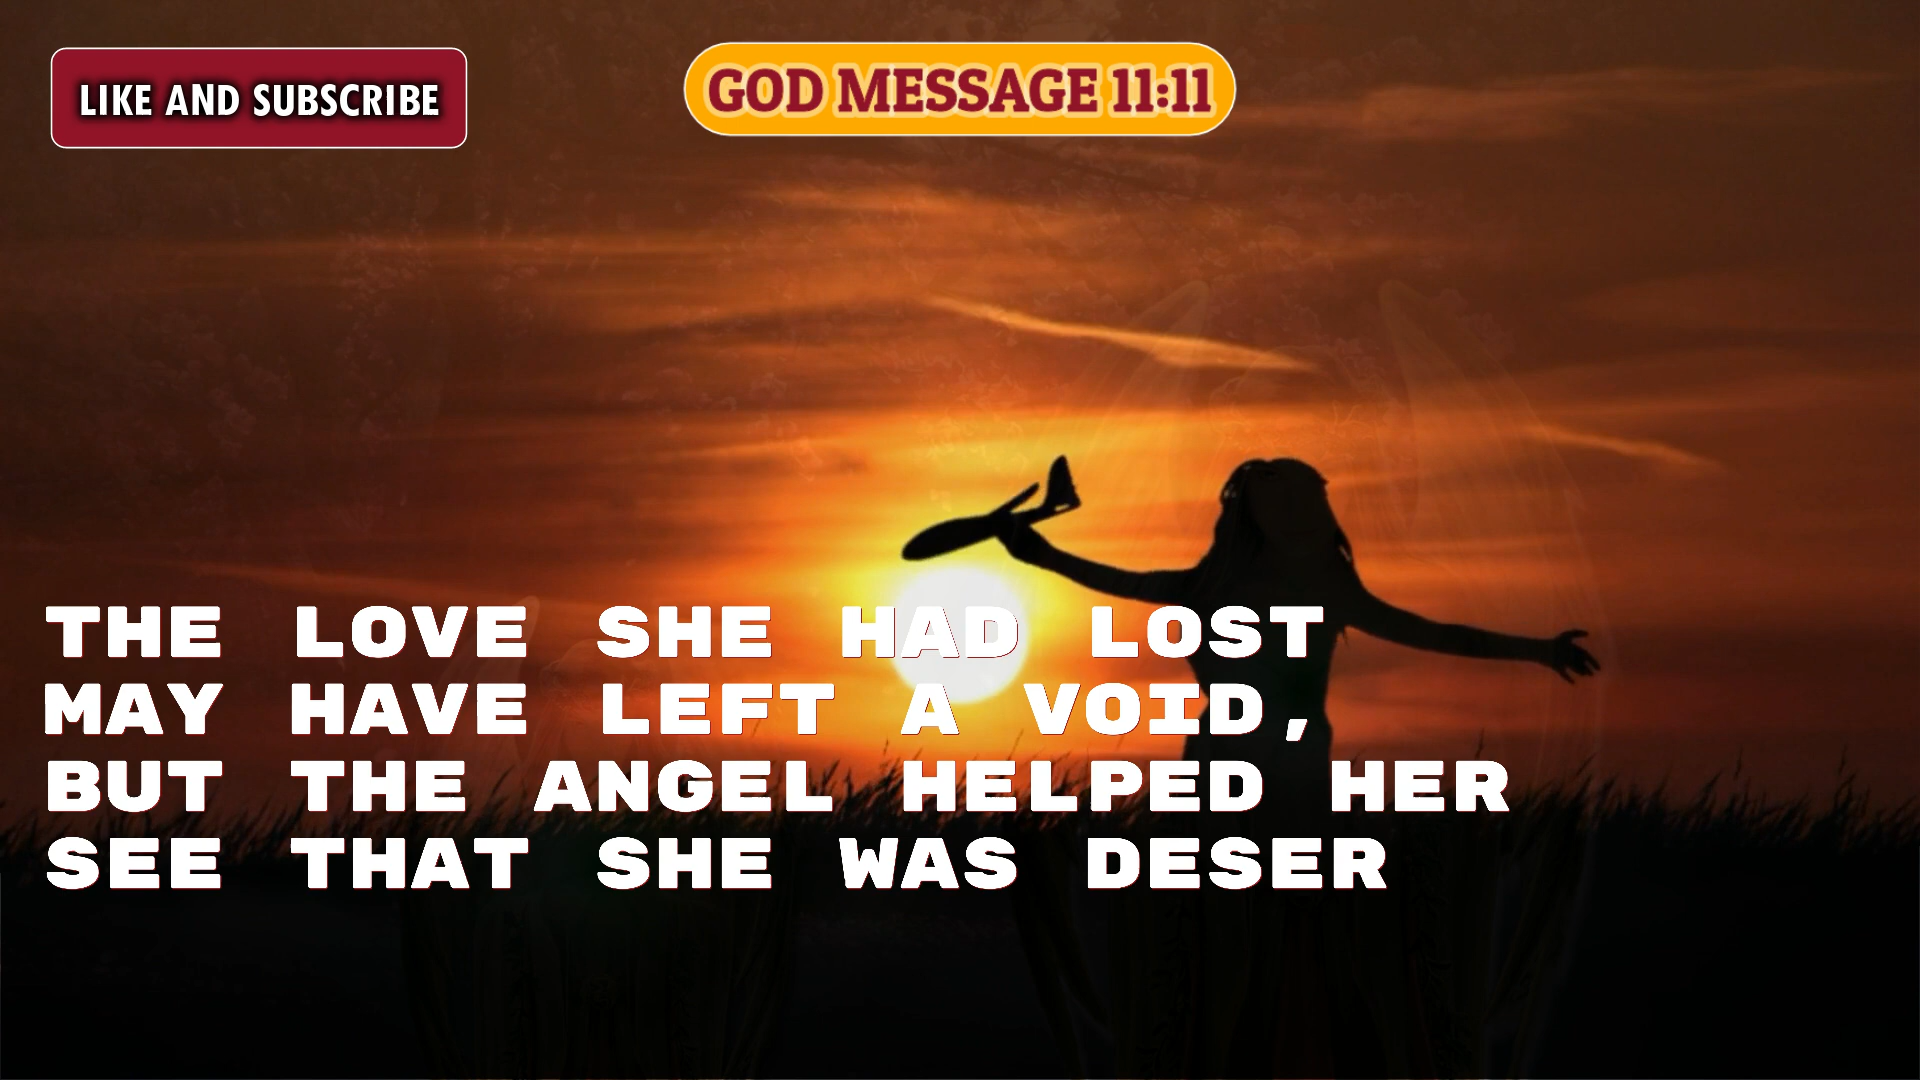 LIKE AND SUBSCRIBE
GOD MESSAGE 11:11
THE LOVE SHE HAD LOST
MAY HAVE LEFT A VOID,
BUT THE ANGEL HELPED HER
SEE THAT SHE WAS DESER